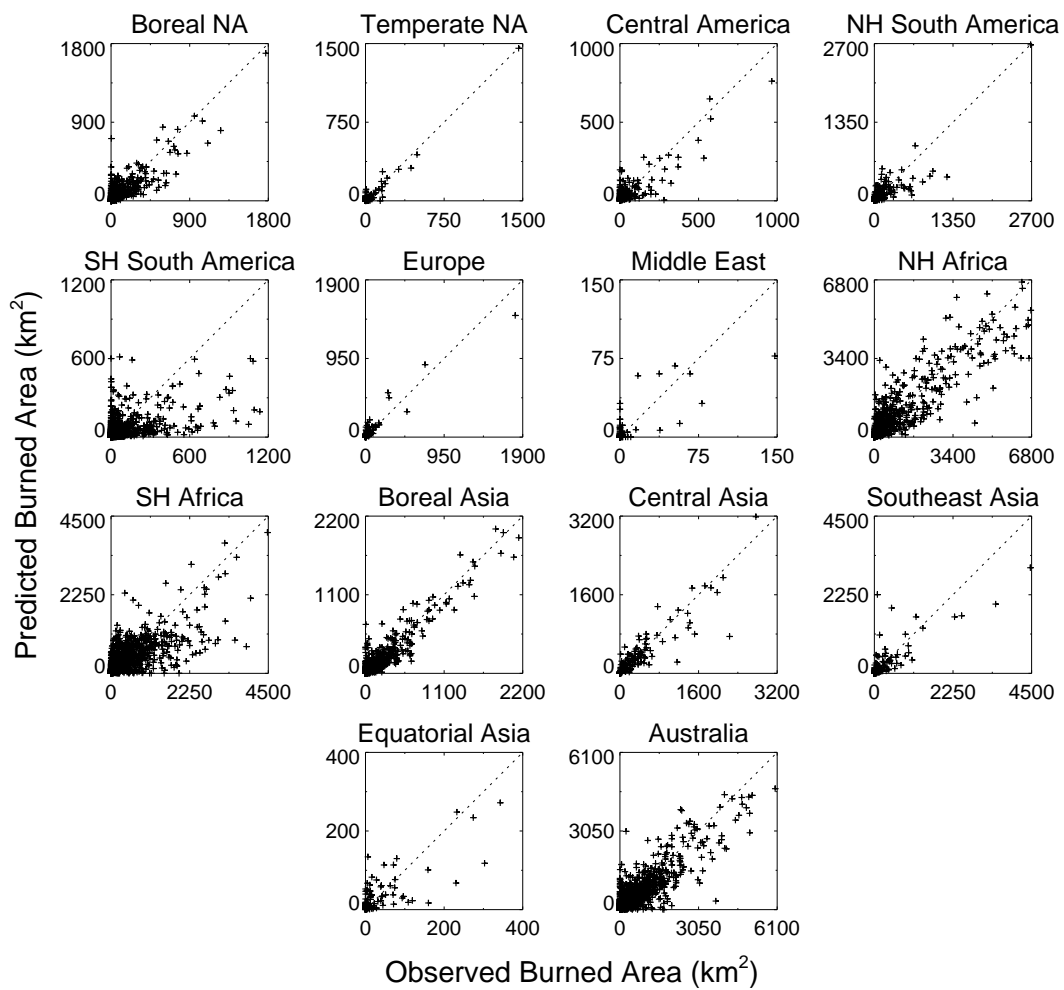 Boreal NA
1800
900
0
0 900 1800
Temperate NA
1500
750
0
0 750 1500
Central America
1000
500
0
0 500 1000
NH South America
2700
1350
0
0 1350 2700
SH South America
1200
600
0
0 600 1200
Europe
1900
950
0
0 950 1900
Middle East
150
75
0
0 75 150
NH Africa
6800
3400
0
0 3400 6800
SH Africa
4500
2250
0
0 2250 4500
Boreal Asia
2200
1100
0
0 1100 2200
Central Asia
3200
1600
0
0 1600 3200
Southeast Asia
4500
2250
0
0 2250 4500
Equatorial Asia
400
200
0
0 200 400
Australia
6100
3050
0
0 3050 6100
Predicted Burned Area (km²)
Observed Burned Area (km²)